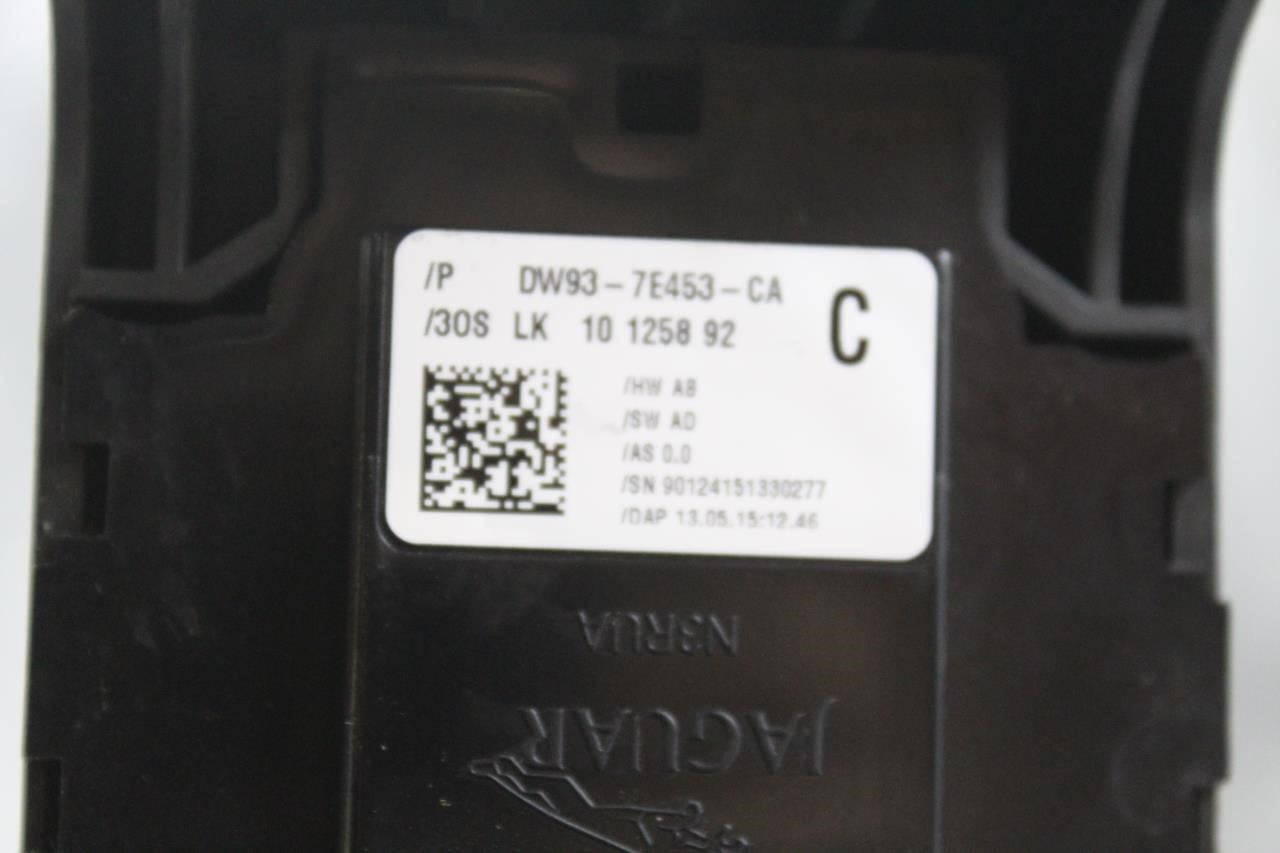 /P DW93-7E453-CA C
/30S LK 10 1258 92
/HW AB
/SW AD
/AS 0.0
/SN 90124151330277
/DAP 13.05.15:12.46
N3RUA
JAGUAR